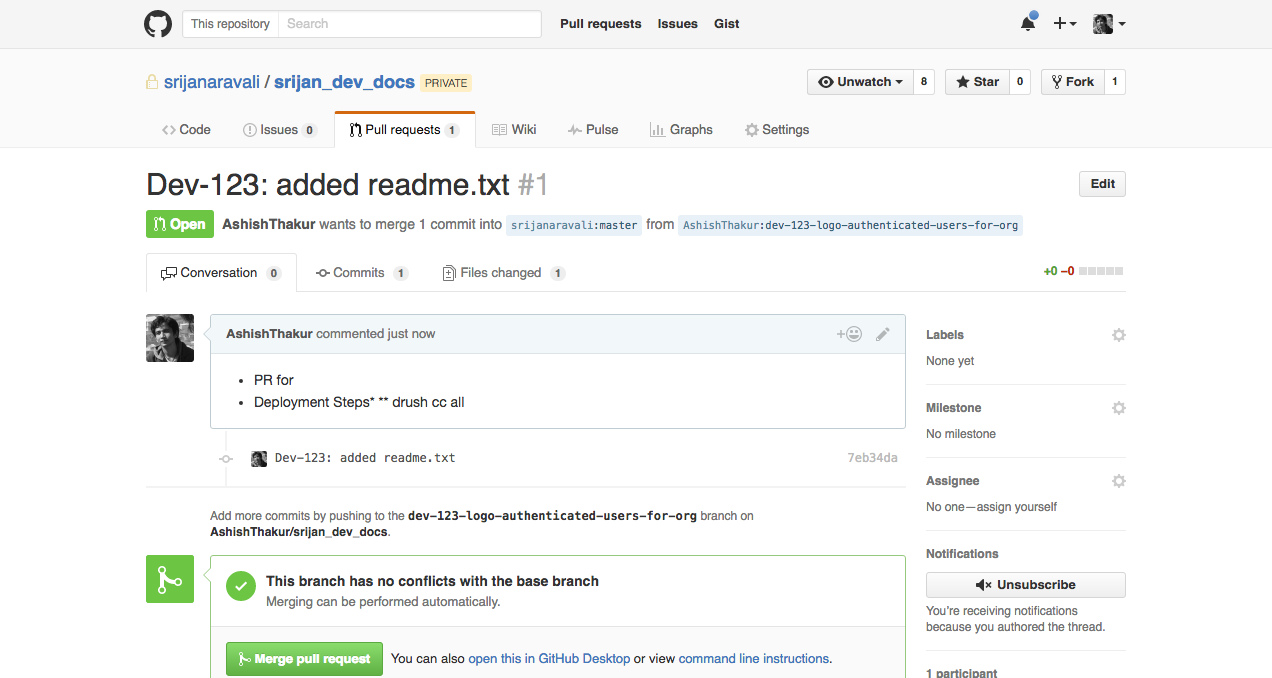 This repository Search Pull requests Issues Gist
srijanaravali / srijan_dev_docs PRIVATE Unwatch 8 Star 0 Fork 1
Code Issues 0 Pull requests 1 Wiki Pulse Graphs Settings
Dev-123: added readme.txt #1 Edit
Open AshishThakur wants to merge 1 commit into srijanaravali:master from AshishThakur:dev-123-logo-authenticated-users-for-org
Conversation 0 Commits 1 Files changed 1 +0 −0
AshishThakur commented just now
• PR for
• Deployment Steps* ** drush cc all
Dev-123: added readme.txt 7eb34da
Add more commits by pushing to the dev-123-logo-authenticated-users-for-org branch on
AshishThakur/srijan_dev_docs.
This branch has no conflicts with the base branch
Merging can be performed automatically.
Merge pull request You can also open this in GitHub Desktop or view command line instructions.
Labels
None yet
Milestone
No milestone
Assignee
No one—assign yourself
Notifications
Unsubscribe
You're receiving notifications
because you authored the thread.
1 participant